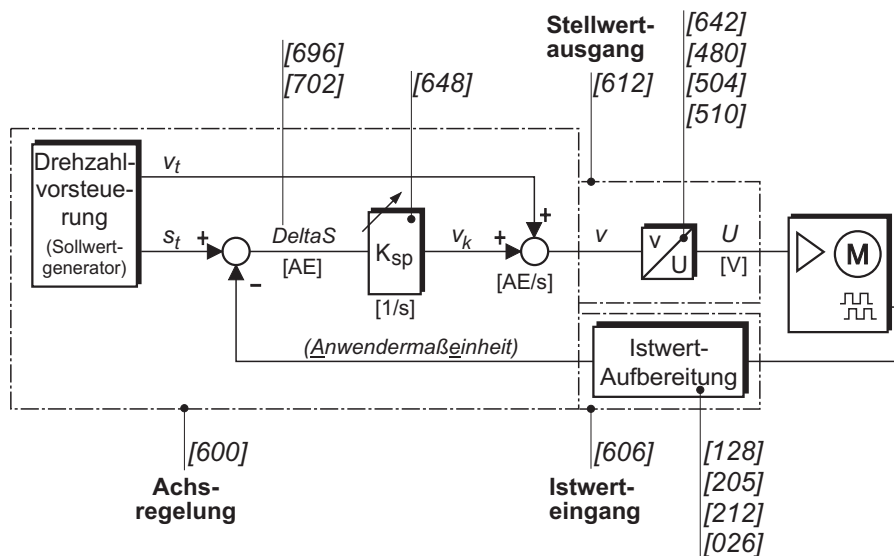 Stellwert-
ausgang
[612]
[642]
[480]
[504]
[510]
[696]
[702]
[648]
Drehzahl-
vorsteue-
rung
(Sollwert-
generator)
v_t
s_t
+
−
DeltaS
[AE]
K_sp
[1/s]
v_k
+
+
[AE/s]
v
v
U
U
[V]
M
(Anwendermaßeinheit)
Istwert-
Aufbereitung
[600]
Achs-
regelung
[606]
Istwert-
eingang
[128]
[205]
[212]
[026]